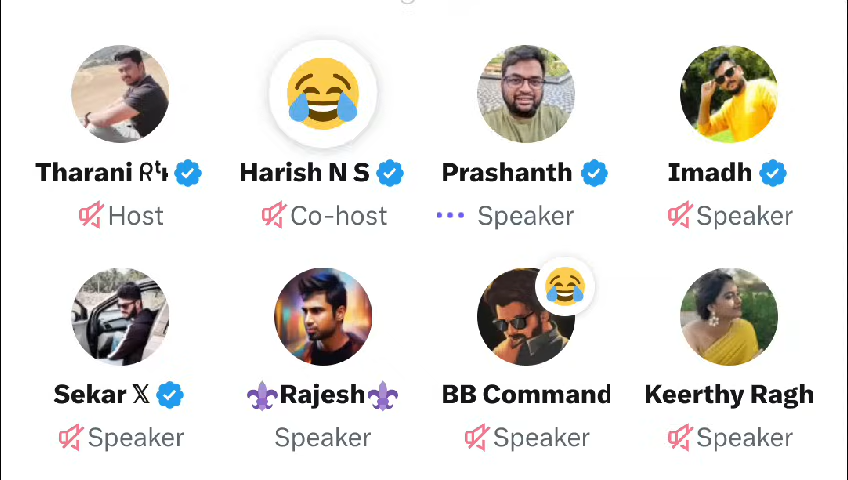 Tharani
Harish N S
Prashanth
Imadh
Host
Co-host
Speaker
Speaker
Sekar 𝕏
Rajesh
BB Command
Keerthy Ragh
Speaker
Speaker
Speaker
Speaker